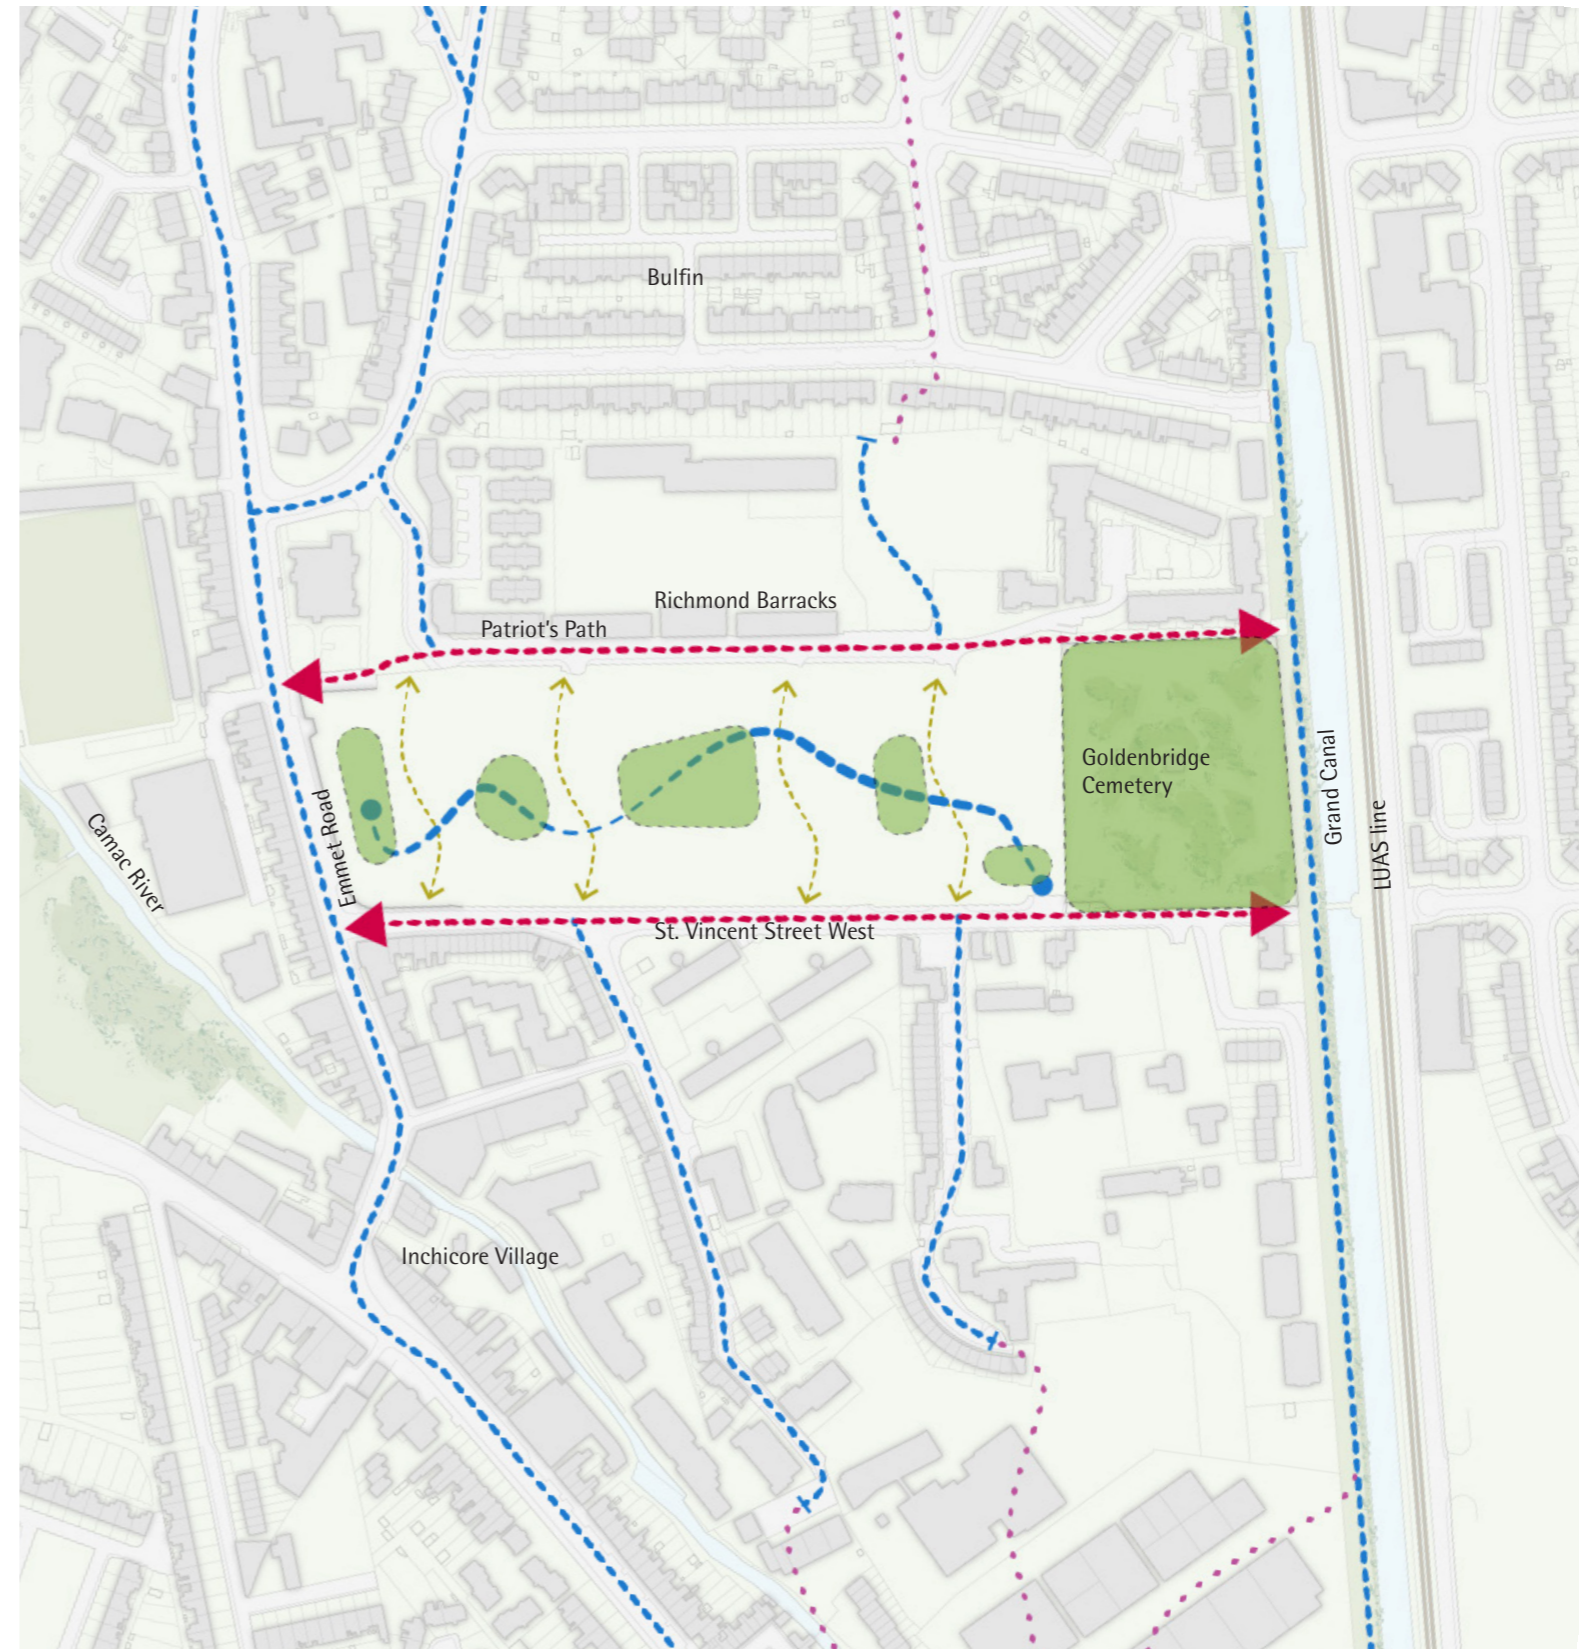 Bulfin
Richmond Barracks
Patriot's Path
Goldenbridge
Cemetery
Grand Canal
LUAS line
Emmet Road
Camac River
St. Vincent Street West
Inchicore Village